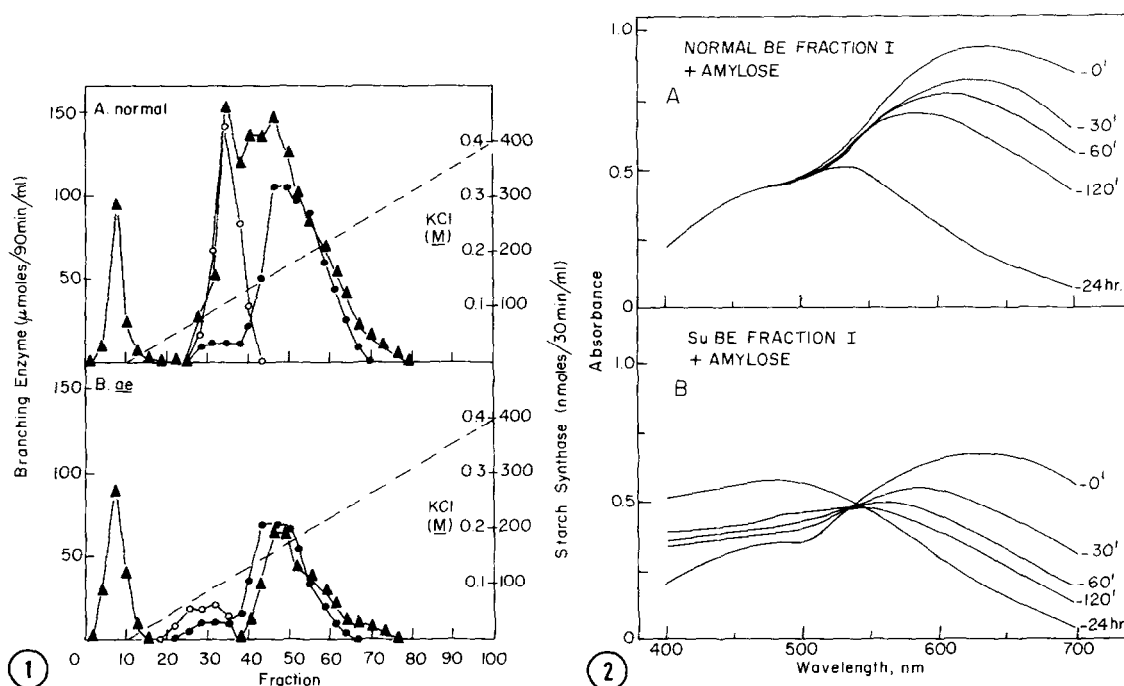 A. normal
150
100
50
0.4 400
0.3 300
0.2 200
0.1 100
KCl
(M)
B. ae
150
100
50
0.4 400
0.3 300
0.2 200
0.1 100
KCl
(M)
0 10 20 30 40 50 60 70 80 90 100
Fraction
Branching Enzyme (μmoles/90min/ml)
Starch Synthase (nmoles/30min/ml)
1
1.0
0.5
0
NORMAL BE FRACTION I
+ AMYLOSE
A
-0'
-30'
-60'
-120'
-24hr.
1.0
0.5
0
Su BE FRACTION I
+ AMYLOSE
B
-0'
-30'
-60'
-120'
-24hr.
Absorbance
400 500 600 700
Wavelength, nm
2